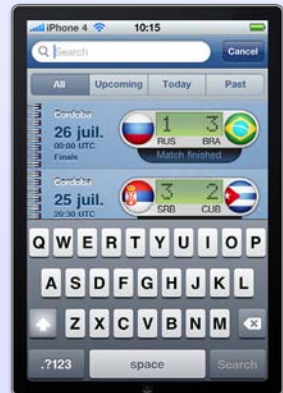 iPhone 4 10:15
Search Cancel
All Upcoming Today Past
Cordoba
26 juil.
00:00 UTC
Finals
1 3
RUS BRA
Match finished
Cordoba
25 juil.
20:30 UTC
3 2
SRB CUB
Q W E R T Y U I O P
A S D F G H J K L
Z X C V B N M
.?123 space Search